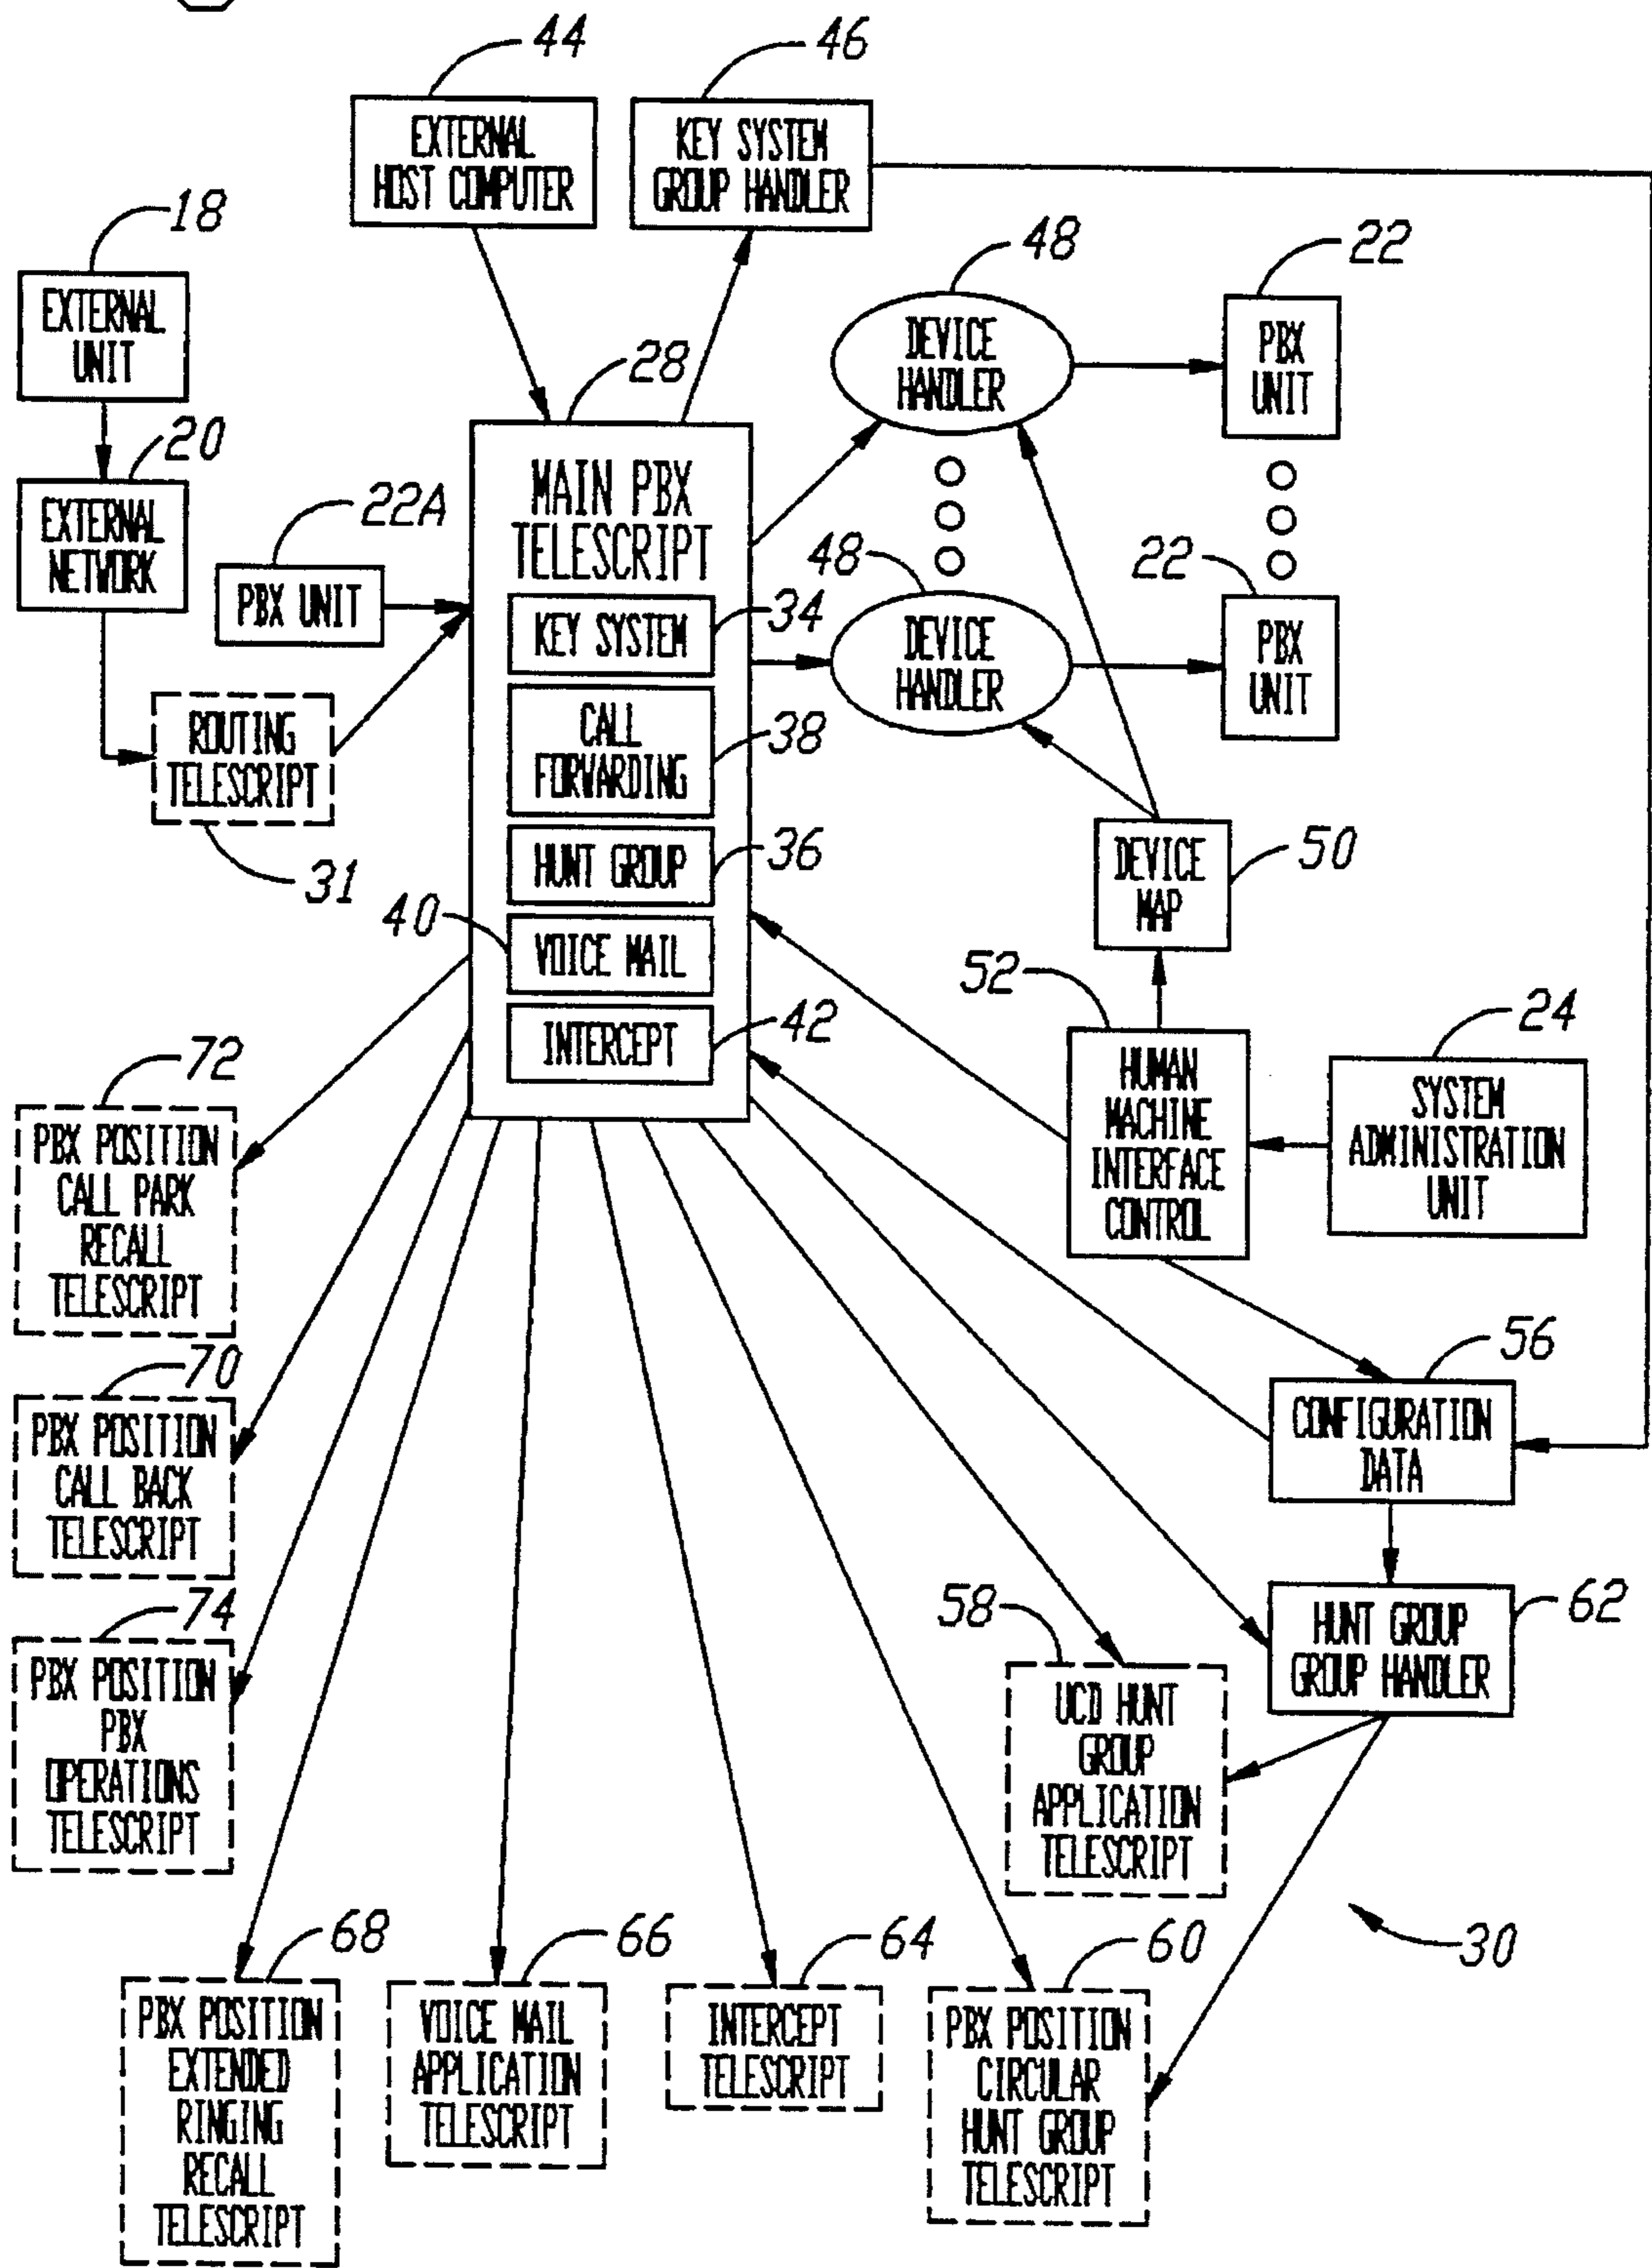 44
46
EXTERNAL
HOST COMPUTER
KEY SYSTEM
GROUP HANDLER
18
EXTERNAL
UNIT
48
DEVICE
HANDLER
22
PBX
UNIT
28
20
EXTERNAL
NETWORK
22A
PBX UNIT
MAIN PBX
TELESCRIPT
KEY SYSTEM
34
CALL
FORWARDING
38
HUNT GROUP
36
40
VOICE MAIL
INTERCEPT
42
48
DEVICE
HANDLER
22
PBX
UNIT
ROUTING
TELESCRIPT
31
DEVICE
MAP
50
52
HUMAN
MACHINE
INTERFACE
CONTROL
24
SYSTEM
ADMINISTRATION
UNIT
72
PBX POSITION
CALL PARK
RECALL
TELESCRIPT
70
PBX POSITION
CALL BACK
TELESCRIPT
56
CONFIGURATION
DATA
74
PBX POSITION
PBX
OPERATIONS
TELESCRIPT
58
UCD HUNT
GROUP
APPLICATION
TELESCRIPT
HUNT GROUP
GROUP HANDLER
62
68
PBX POSITION
EXTENDED
RINGING
RECALL
TELESCRIPT
66
VOICE MAIL
APPLICATION
TELESCRIPT
64
INTERCEPT
TELESCRIPT
60
PBX POSITION
CIRCULAR
HUNT GROUP
TELESCRIPT
30